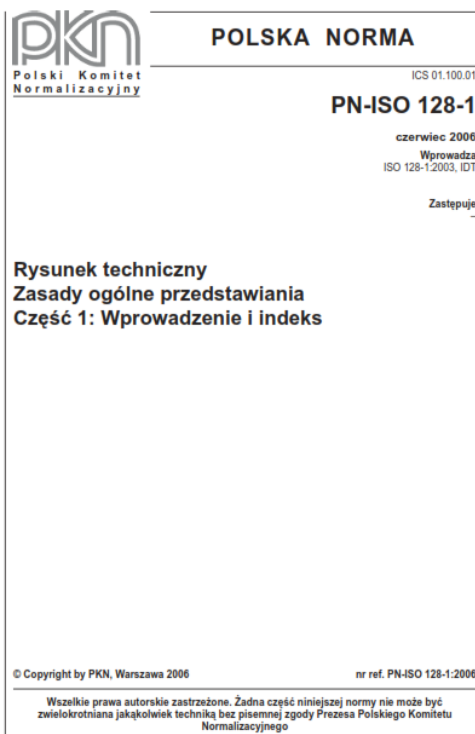 PKN
POLSKA NORMA
Polski Komitet
Normalizacyjny
ICS 01.100.01
PN-ISO 128-1
czerwiec 2006
Wprowadza
ISO 128-1:2003, IDT
Zastępuje
–
Rysunek techniczny
Zasady ogólne przedstawiania
Część 1: Wprowadzenie i indeks
© Copyright by PKN, Warszawa 2006
nr ref. PN-ISO 128-1:2006
Wszelkie prawa autorskie zastrzeżone. Żadna część niniejszej normy nie może być
zwielokrotniana jakąkolwiek techniką bez pisemnej zgody Prezesa Polskiego Komitetu
Normalizacyjnego